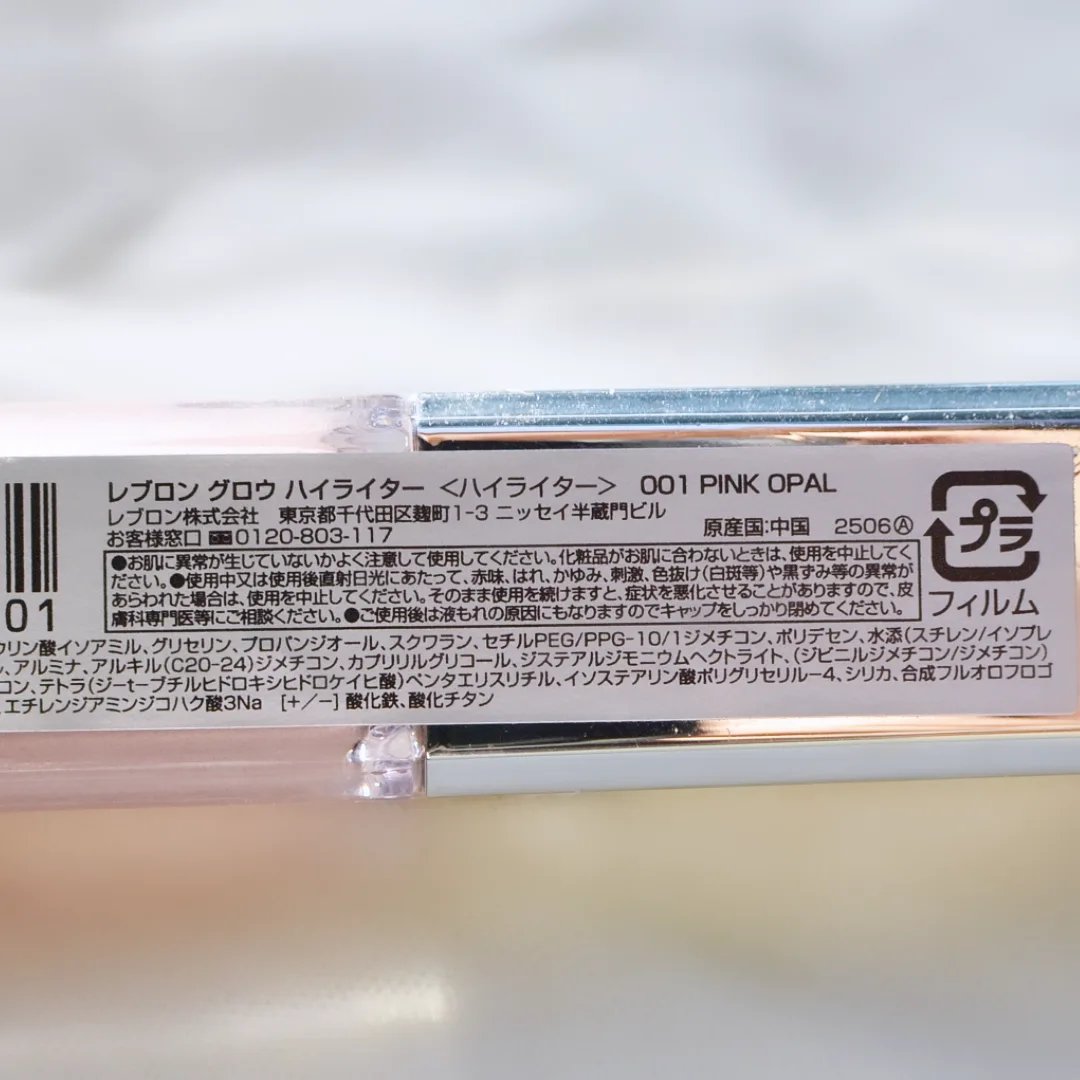 レブロン グロウ ハイライター <ハイライター> 001 PINK OPAL
レブロン株式会社 東京都千代田区麹町1-3 ニッセイ半蔵門ビル
お客様窓口 0120-803-117 原産国:中国 2506Ⓐ
●お肌に異常が生じていないかよく注意して使用してください。化粧品がお肌に合わないときは、使用を中止してく
ださい。●使用中又は使用後直射日光にあたって、赤味、はれ、かゆみ、刺激、色抜け(白斑等)や黒ずみ等の異常が
あらわれた場合は、使用を中止してください。そのまま使用を続けますと、症状を悪化させることがありますので、皮
膚科専門医等にご相談ください。●ご使用後は液もれの原因にもなりますのでキャップをしっかり閉めてください。
プラ
フィルム
01
ウリン酸イソアミル、グリセリン、プロパンジオール、スクワラン、セチルPEG/PPG-10/1ジメチコン、ポリデセン、水添(スチレン/イソプレ
、アルミナ、アルキル(C20-24)ジメチコン、カプリリルグリコール、ジステアルジモニウムヘクトライト、(ジビニルジメチコン/ジメチコン)
コン、テトラ(ジ-t-ブチルヒドロキシヒドロケイヒ酸)ペンタエリスリチル、イソステアリン酸ポリグリセリル-4、シリカ、合成フルオロフロゴ
、エチレンジアミンジコハク酸3Na [+/-] 酸化鉄、酸化チタン